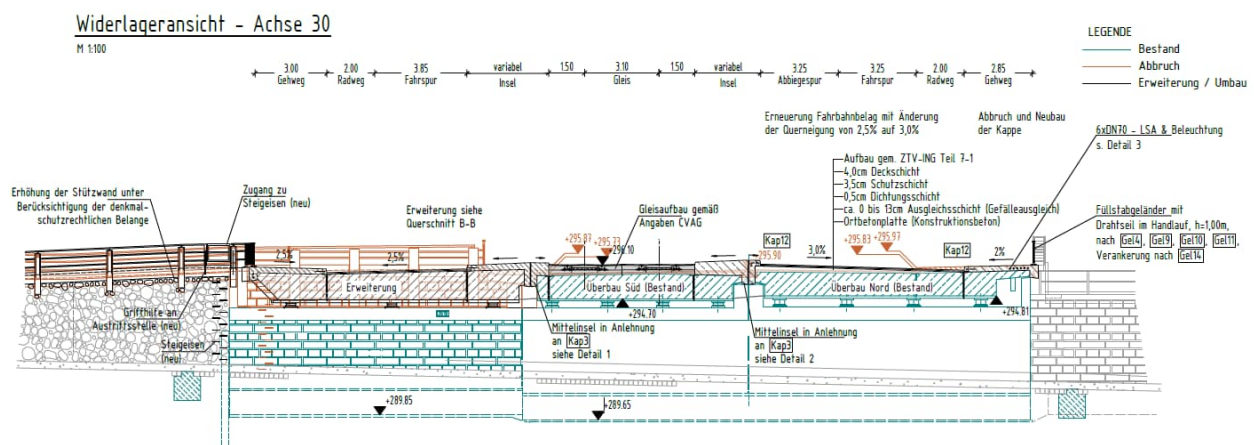 Widerlageransicht - Achse 30
M 1:100
LEGENDE
Bestand
Abbruch
Erweiterung / Umbau
3.00 2.00 3.85 variabel 1.50 3.10 1.50 variabel 3.25 3.25 2.00 2.85
Gehweg Radweg Fahrspur Insel Gleis Insel Abbiegespur Fahrspur Radweg Gehweg
Erneuerung Fahrbahnbelag mit Änderung
der Querneigung von 2,5% auf 3,0%
Abbruch und Neubau
der Kappe
6xDN70 - LSA & Beleuchtung
s. Detail 3
Aufbau gem. ZTV-ING Teil 7-1
4,0cm Deckschicht
3,5cm Schutzschicht
0,5cm Dichtungsschicht
ca. 0 bis 13cm Ausgleichsschicht (Gefälleausgleich)
Ortbetonplatte (Konstruktionsbeton)
Erhöhung der Stützwand unter
Berücksichtigung der denkmal-
schutzrechtlichen Belange
Zugang zu
Steigeisen (neu)
Erweiterung siehe
Querschnitt B-B
Gleisaufbau gemäß
Angaben CVAG
Füllstabgeländer mit
Drahtseil im Handlauf, h=1,00m,
nach Gel4, Gel9, Gel10, Gel11,
Verankerung nach Gel14
+295.87
+295.73
+296.10
Kap12
+295.90
3,0%
+295.83
+295.97
Kap12
2%
2,5%
2,5%
Erweiterung
Überbau Süd (Bestand)
Überbau Nord (Bestand)
+294.70
+294.81
Griffhilfe an
Austrittsstelle (neu)
Steigeisen
(neu)
Mittelinsel in Anlehnung
an Kap3
siehe Detail 1
Mittelinsel in Anlehnung
an Kap3
siehe Detail 2
+289.85
+289.65